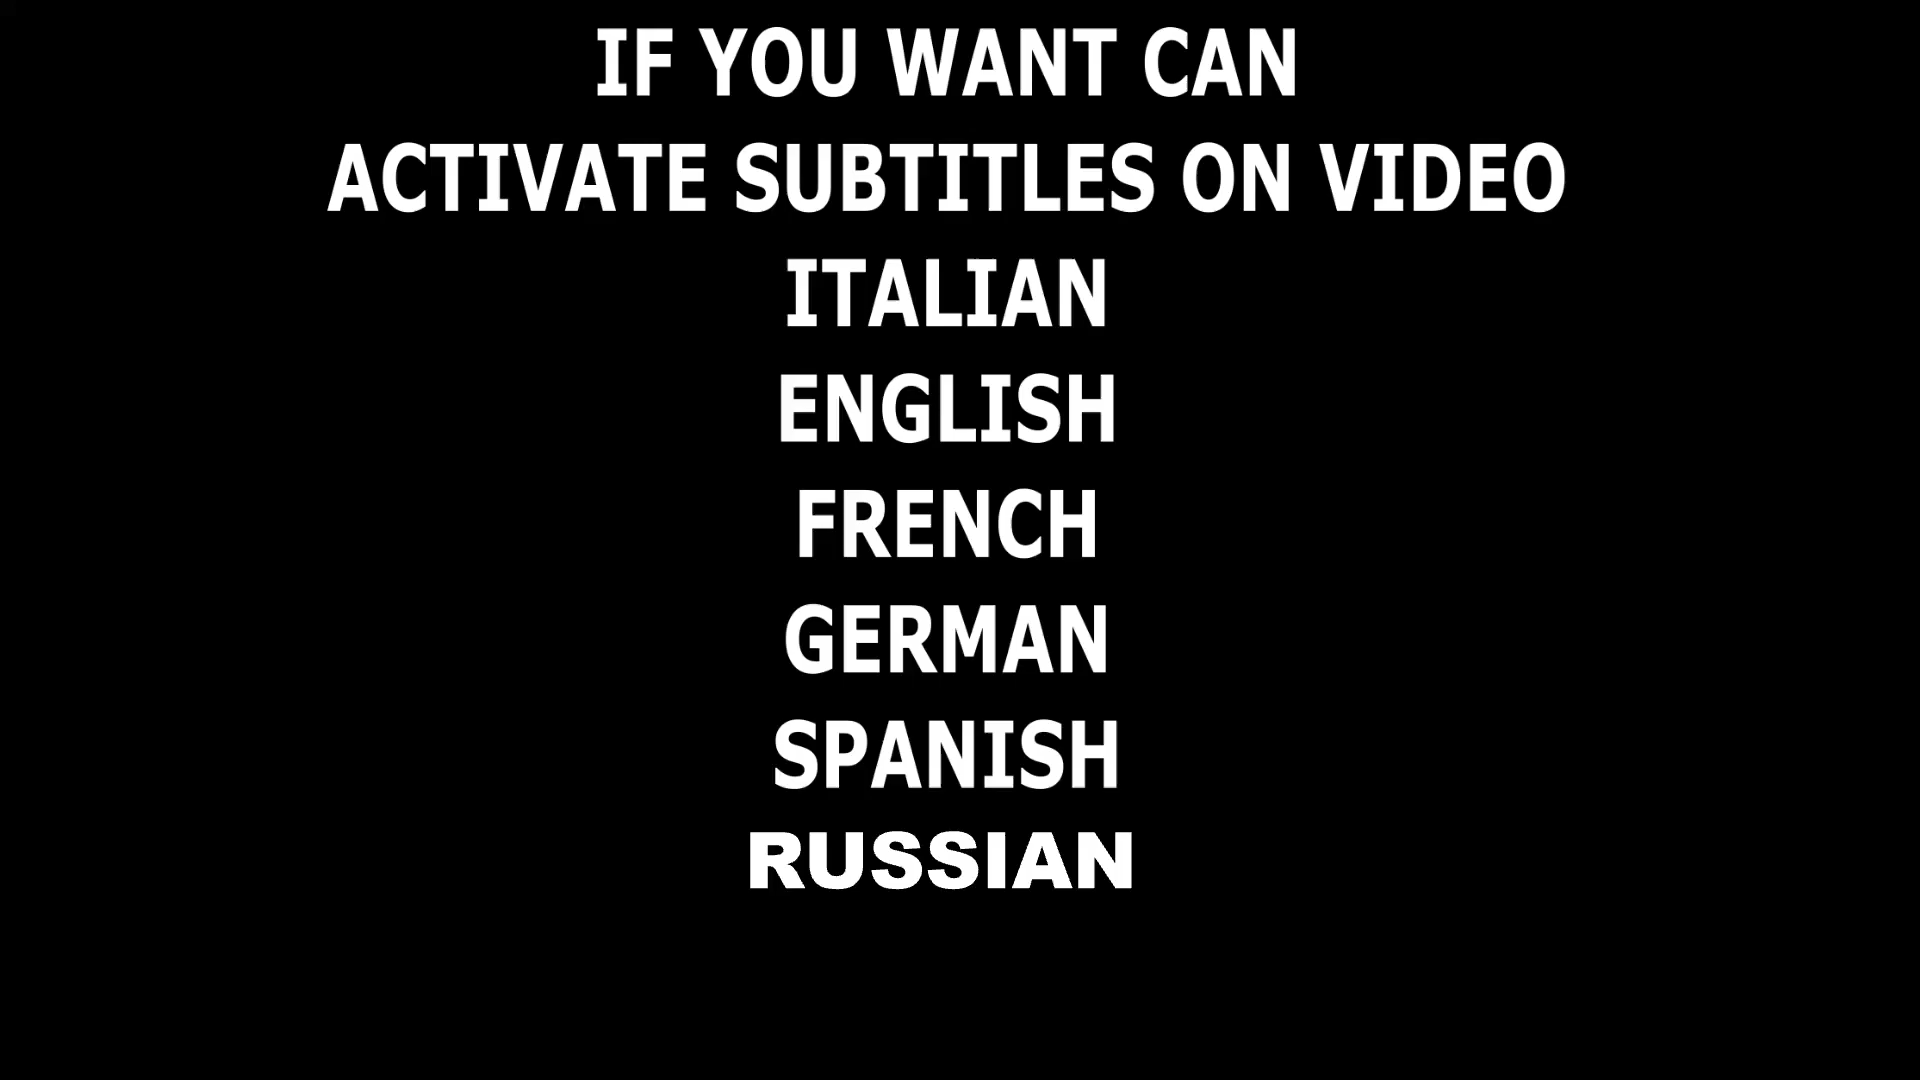 IF YOU WANT CAN
ACTIVATE SUBTITLES ON VIDEO
ITALIAN
ENGLISH
FRENCH
GERMAN
SPANISH
RUSSIAN